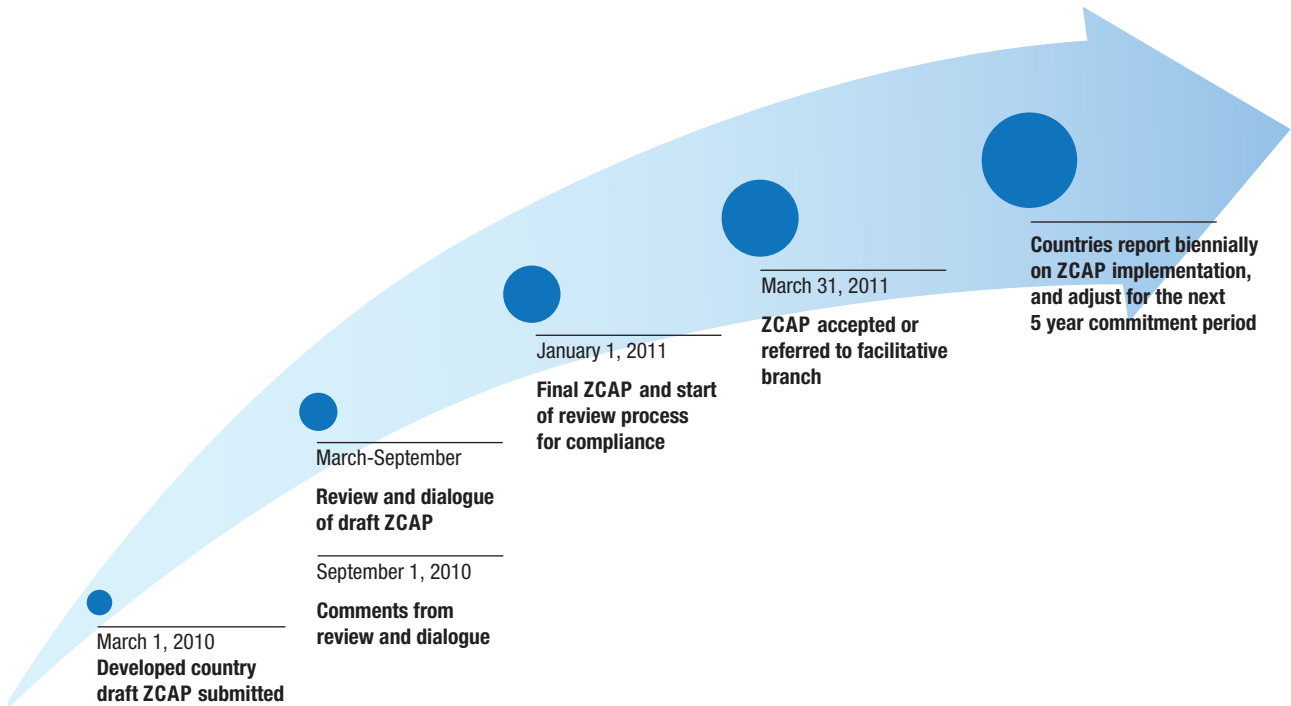 March 1, 2010
Developed country
draft ZCAP submitted
March-September
Review and dialogue
of draft ZCAP
September 1, 2010
Comments from
review and dialogue
January 1, 2011
Final ZCAP and start
of review process
for compliance
March 31, 2011
ZCAP accepted or
referred to facilitative
branch
Countries report biennially
on ZCAP implementation,
and adjust for the next
5 year commitment period